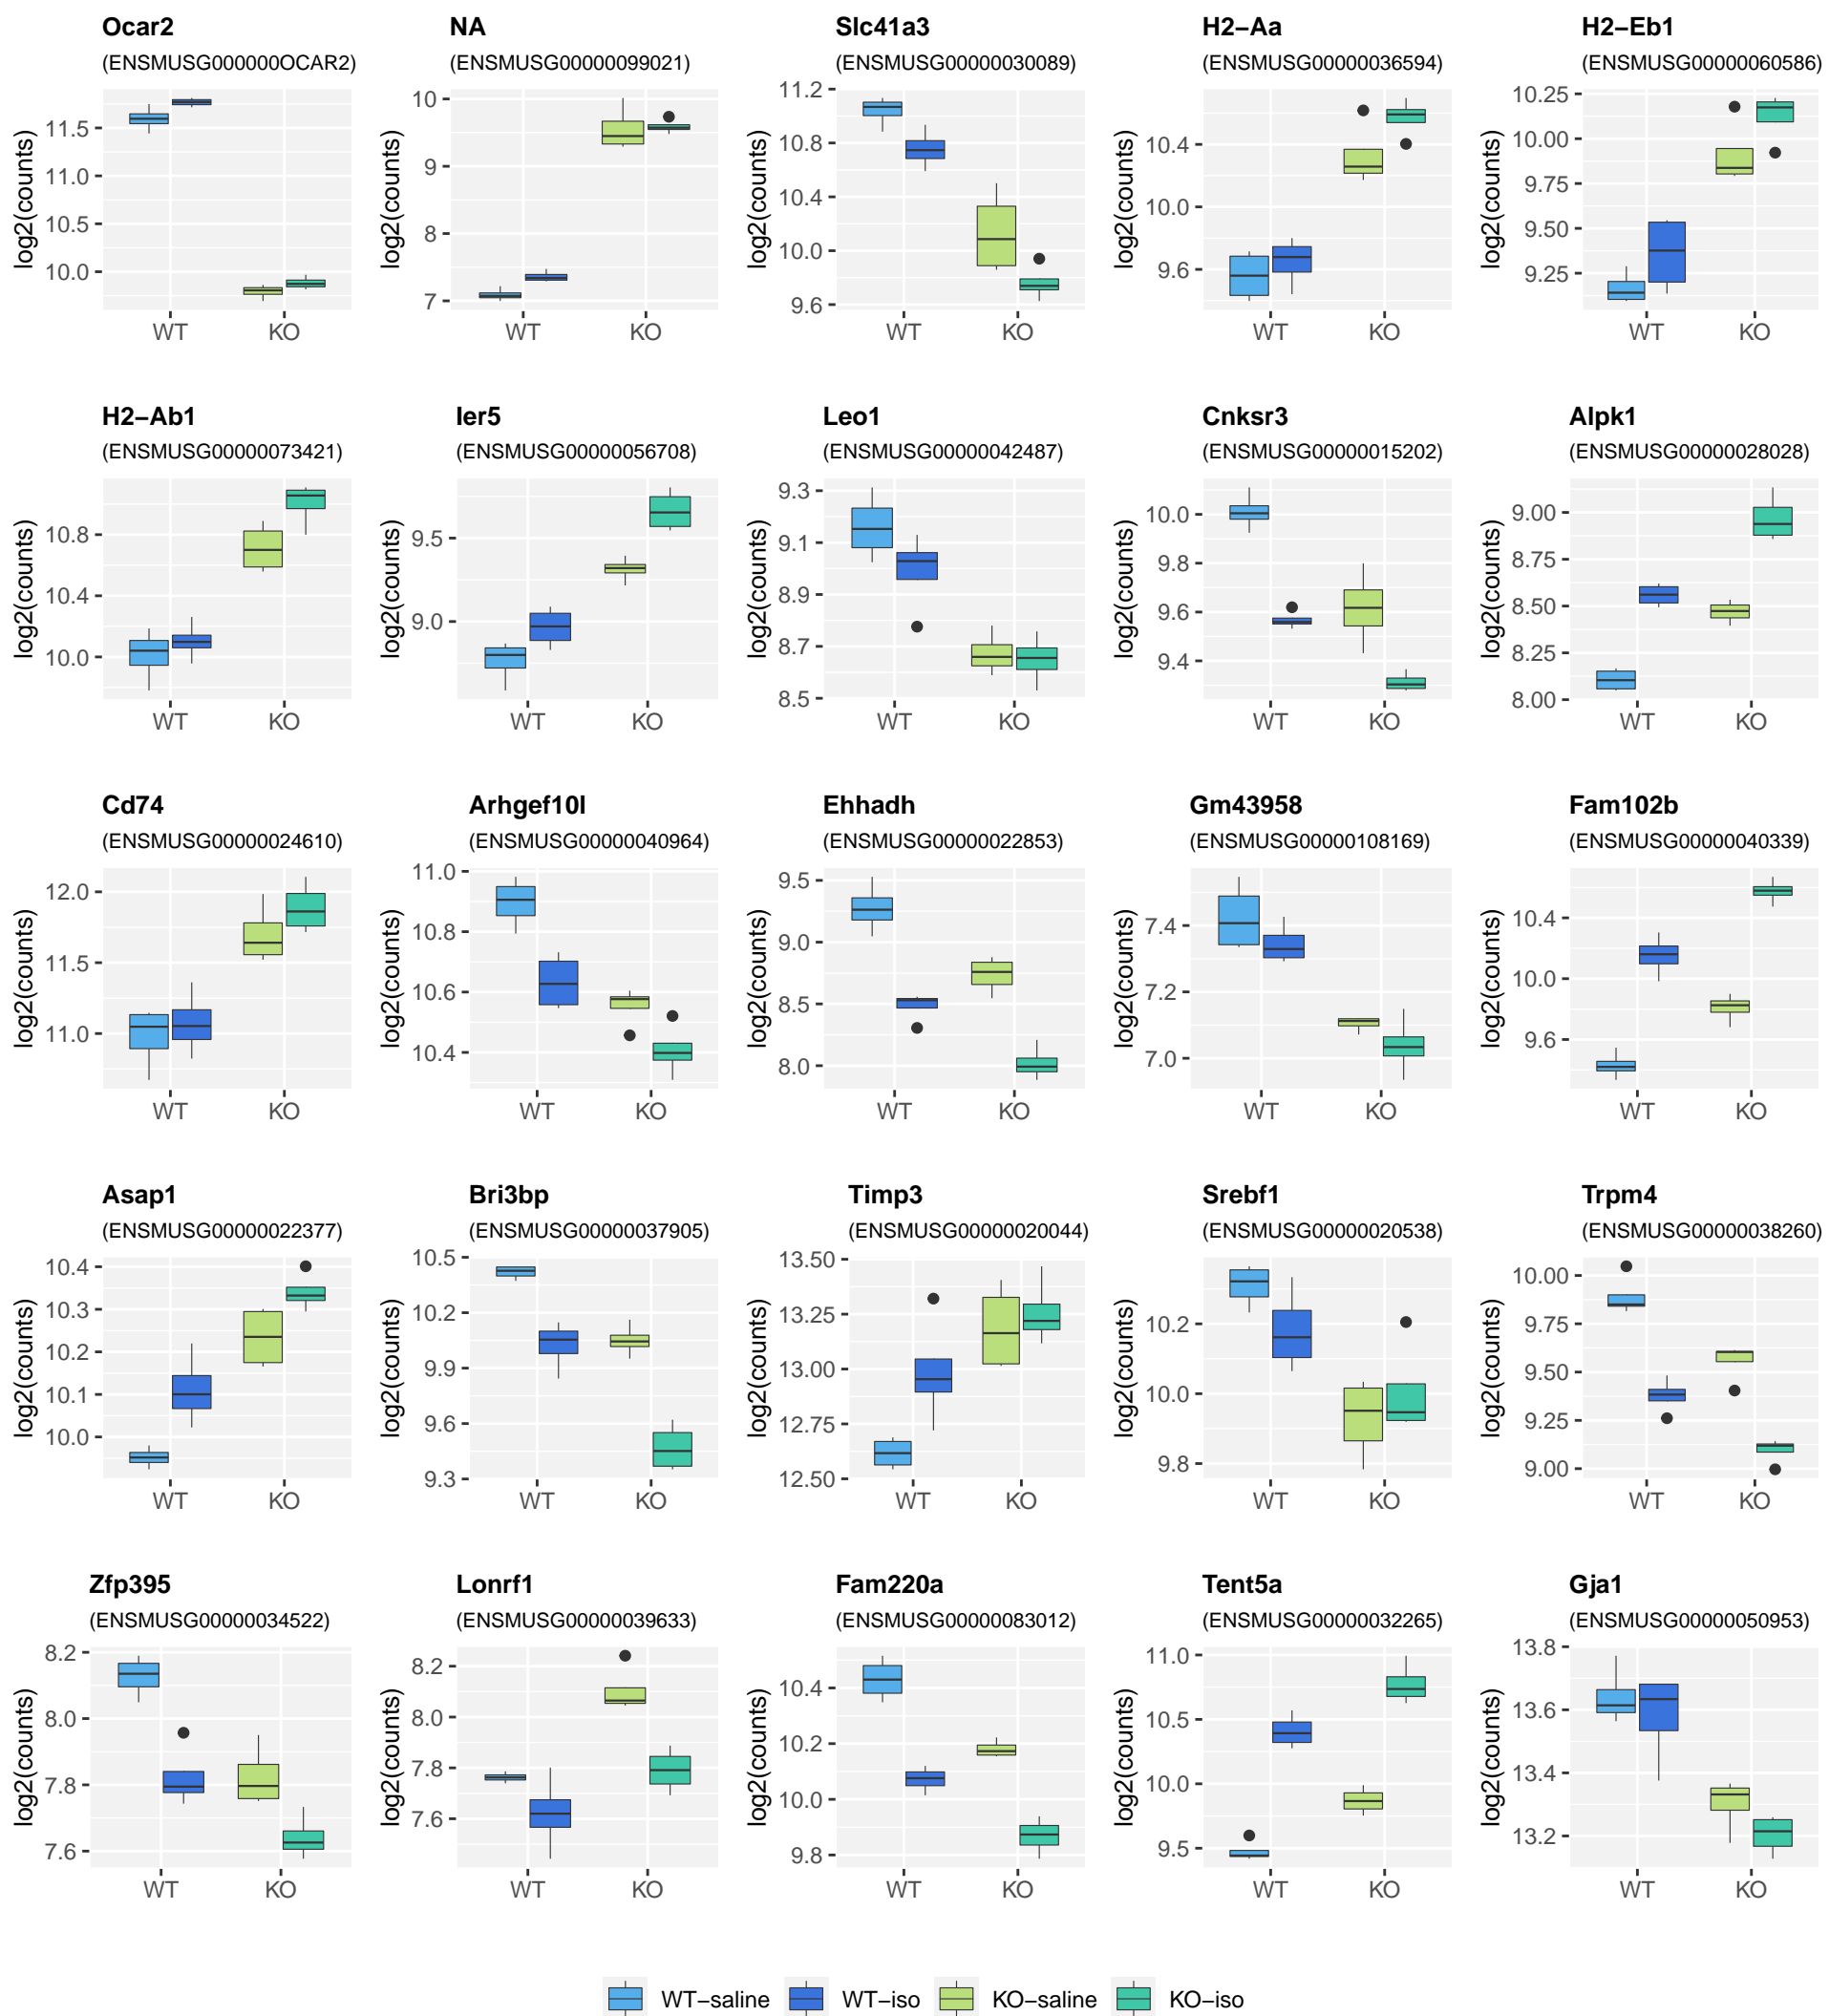 Ocar2
(ENSMUSG000000OCAR2)
log2(counts)
11.5
11.0
10.5
10.0
WT
KO
NA
(ENSMUSG00000099021)
log2(counts)
10
9
8
7
WT
KO
Slc41a3
(ENSMUSG00000030089)
log2(counts)
11.2
10.8
10.4
10.0
9.6
WT
KO
H2−Aa
(ENSMUSG00000036594)
log2(counts)
10.4
10.0
9.6
WT
KO
H2−Eb1
(ENSMUSG00000060586)
log2(counts)
10.25
10.00
9.75
9.50
9.25
WT
KO
H2−Ab1
(ENSMUSG00000073421)
log2(counts)
10.8
10.4
10.0
WT
KO
Ier5
(ENSMUSG00000056708)
log2(counts)
9.5
9.0
WT
KO
Leo1
(ENSMUSG00000042487)
log2(counts)
9.3
9.1
8.9
8.7
8.5
WT
KO
Cnksr3
(ENSMUSG00000015202)
log2(counts)
10.0
9.8
9.6
9.4
WT
KO
Alpk1
(ENSMUSG00000028028)
log2(counts)
9.00
8.75
8.50
8.25
8.00
WT
KO
Cd74
(ENSMUSG00000024610)
log2(counts)
12.0
11.5
11.0
WT
KO
Arhgef10l
(ENSMUSG00000040964)
log2(counts)
11.0
10.8
10.6
10.4
WT
KO
Ehhadh
(ENSMUSG00000022853)
log2(counts)
9.5
9.0
8.5
8.0
WT
KO
Gm43958
(ENSMUSG00000108169)
log2(counts)
7.4
7.2
7.0
WT
KO
Fam102b
(ENSMUSG00000040339)
log2(counts)
10.4
10.0
9.6
WT
KO
Asap1
(ENSMUSG00000022377)
log2(counts)
10.4
10.3
10.2
10.1
10.0
WT
KO
Bri3bp
(ENSMUSG00000037905)
log2(counts)
10.5
10.2
9.9
9.6
9.3
WT
KO
Timp3
(ENSMUSG00000020044)
log2(counts)
13.50
13.25
13.00
12.75
12.50
WT
KO
Srebf1
(ENSMUSG00000020538)
log2(counts)
10.2
10.0
9.8
WT
KO
Trpm4
(ENSMUSG00000038260)
log2(counts)
10.00
9.75
9.50
9.25
9.00
WT
KO
Zfp395
(ENSMUSG00000034522)
log2(counts)
8.2
8.0
7.8
7.6
WT
KO
Lonrf1
(ENSMUSG00000039633)
log2(counts)
8.2
8.0
7.8
7.6
WT
KO
Fam220a
(ENSMUSG00000083012)
log2(counts)
10.4
10.2
10.0
9.8
WT
KO
Tent5a
(ENSMUSG00000032265)
log2(counts)
11.0
10.5
10.0
9.5
WT
KO
Gja1
(ENSMUSG00000050953)
log2(counts)
13.8
13.6
13.4
13.2
WT
KO
WT−saline
WT−iso
KO−saline
KO−iso